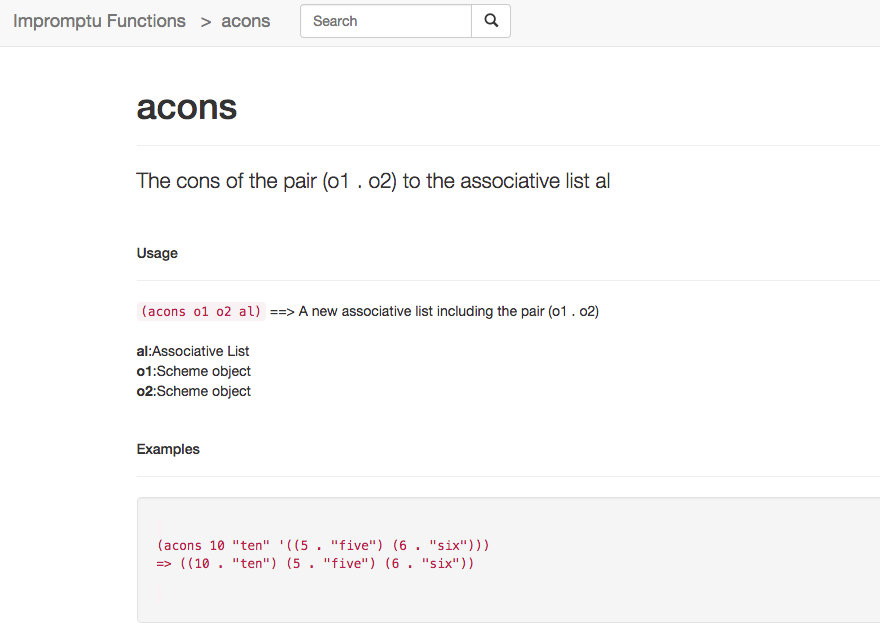 Impromptu Functions > acons
Search
acons
The cons of the pair (o1 . o2) to the associative list al
Usage
(acons o1 o2 al) ==> A new associative list including the pair (o1 . o2)
al:Associative List
o1:Scheme object
o2:Scheme object
Examples
(acons 10 "ten" '((5 . "five") (6 . "six")))
=> ((10 . "ten") (5 . "five") (6 . "six"))